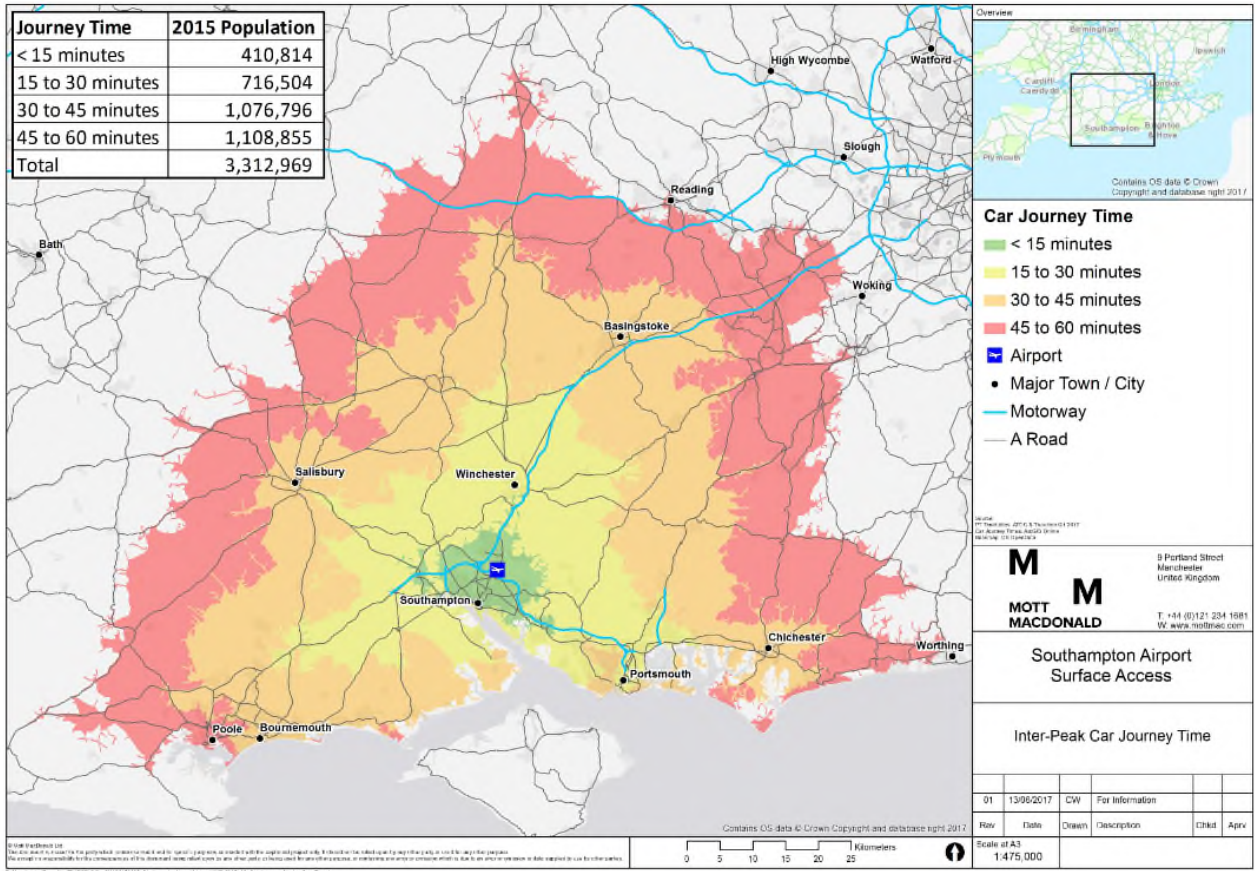 Journey Time 2015 Population
< 15 minutes 410,814
15 to 30 minutes 716,504
30 to 45 minutes 1,076,796
45 to 60 minutes 1,108,855
Total 3,312,969
High Wycombe
Watford
Slough
Reading
Bath
Woking
Basingstoke
Salisbury
Winchester
Southampton
Chichester
Worthing
Portsmouth
Poole
Bournemouth
Contains OS data © Crown Copyright and database right 2017
Overview
Birmingham
Ipswich
Cardiff
Caerdydd
London
Southampton
Brighton
& Hove
Plymouth
Contains OS data © Crown
Copyright and database right 2017
Car Journey Time
< 15 minutes
15 to 30 minutes
30 to 45 minutes
45 to 60 minutes
Airport
Major Town / City
Motorway
A Road
M
M
MOTT
MACDONALD
9 Portland Street
Manchester
United Kingdom
T. +44 (0)121 234 1681
W. www.mottmac.com
Southampton Airport
Surface Access
Inter-Peak Car Journey Time
01 13/06/2017 CW For Information
Rev Date Drawn Description Chkd Aprv
Scale at A3
1:475,000
Kilometers
0 5 10 15 20 25